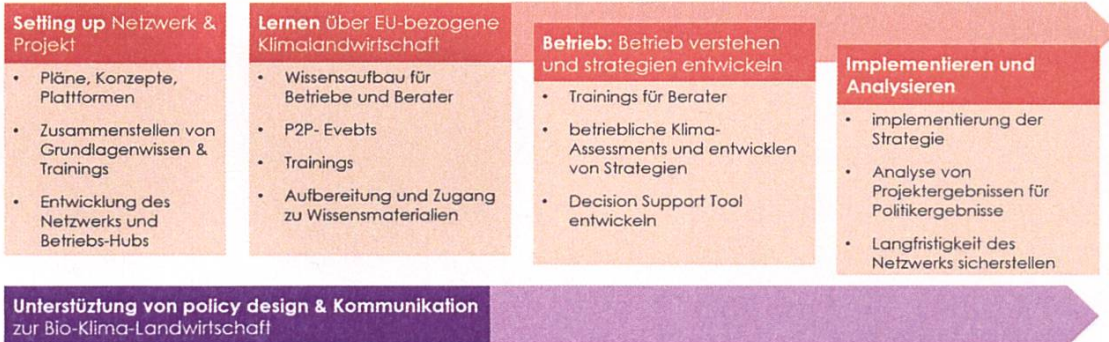 Setting up Netzwerk &
Projekt
• Pläne, Konzepte,
Plattformen
• Zusammenstellen von
Grundlagenwissen &
Trainings
• Entwicklung des
Netzwerks und
Betriebs-Hubs
Lernen über EU-bezogene
Klimalandwirtschaft
• Wissensaufbau für
Betriebe und Berater
• P2P- Evebts
• Trainings
• Aufbereitung und Zugang
zu Wissensmaterialien
Betrieb: Betrieb verstehen
und strategien entwickeln
• Trainings für Berater
• betriebliche Klima-
Assessments und entwicklen
von Strategien
• Decision Support Tool
entwickeln
Implementieren und
Analysieren
• implementierung der
Strategie
• Analyse von
Projektergebnissen für
Politikergebnisse
• Langfristigkeit des
Netzwerks sicherstellen
Unterstüztung von policy design & Kommunikation
zur Bio-Klima-Landwirtschaft